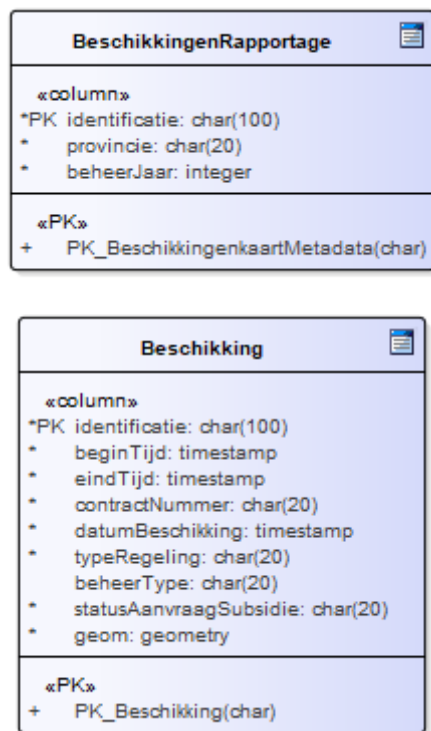 BeschikkingenRapportage
«column»
*PK identificatie: char(100)
* provincie: char(20)
* beheerJaar: integer
«PK»
+ PK_BeschikkingenkaartMetadata(char)
Beschikking
«column»
*PK identificatie: char(100)
* beginTijd: timestamp
* eindTijd: timestamp
* contractNummer: char(20)
* datumBeschikking: timestamp
* typeRegeling: char(20)
beheerType: char(20)
* statusAanvraagSubsidie: char(20)
* geom: geometry
«PK»
+ PK_Beschikking(char)